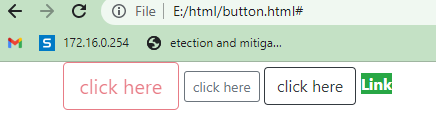 File | E:/html/button.html#
S 172.16.0.254 etection and mitiga...
click here click here click here Link